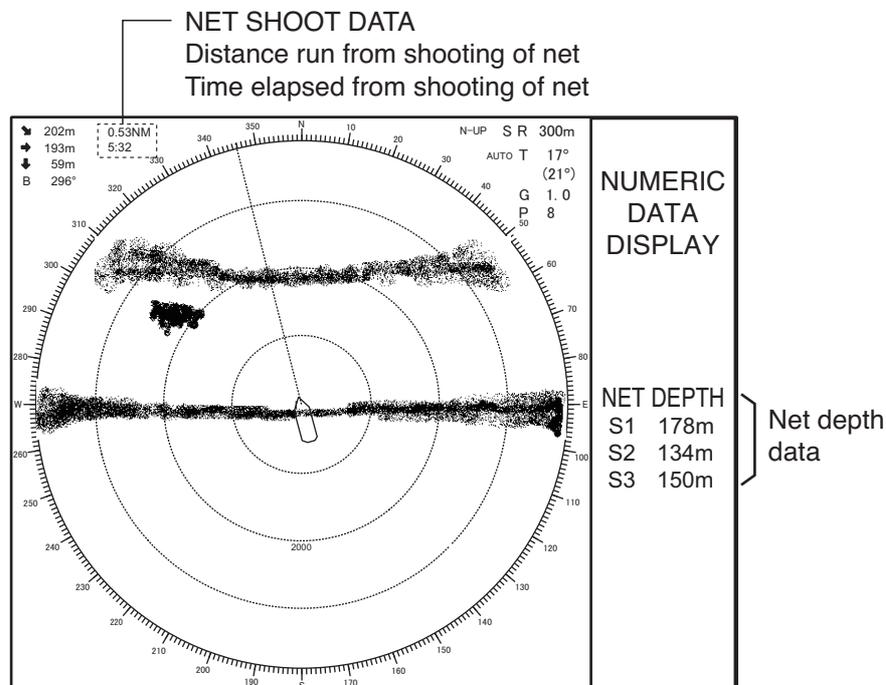 NET SHOOT DATA
Distance run from shooting of net
Time elapsed from shooting of net
202m
193m
59m
B 296°
0.53NM
5:32
N-UP S R 300m
AUTO T 17°
(21°)
G 1.0
P 8
N
10
20
30
40
50
60
70
80
E
100
110
120
130
140
150
160
170
S
190
200
210
220
230
240
250
260
W
280
290
300
310
320
330
340
350
2000
NUMERIC
DATA
DISPLAY
NET DEPTH
S1 178m
S2 134m
S3 150m
Net depth
data